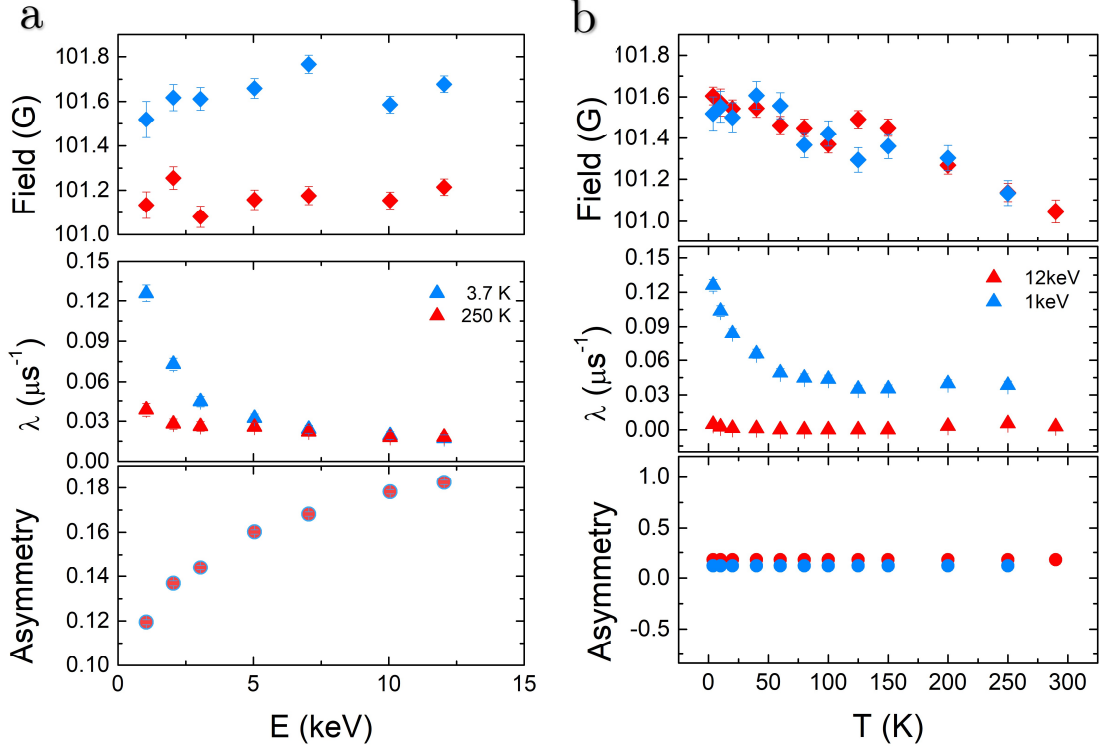 a
Field (G)
101.8
101.6
101.4
101.2
101.0
λ (μs⁻¹)
0.15
0.12
0.09
0.06
0.03
0.00
3.7 K
250 K
Asymmetry
0.18
0.16
0.14
0.12
0.10
0 5 10 15
E (keV)
b
Field (G)
101.8
101.6
101.4
101.2
101.0
λ (μs⁻¹)
0.15
0.12
0.09
0.06
0.03
0.00
12keV
1keV
Asymmetry
1.0
0.5
0.0
-0.5
0 50 100 150 200 250 300
T (K)